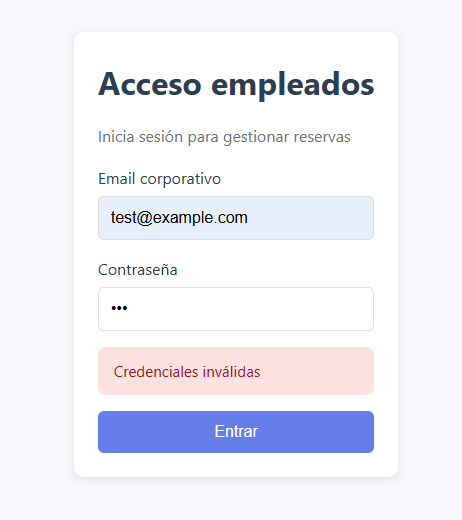 Acceso empleados
Inicia sesión para gestionar reservas
Email corporativo
test@example.com
Contraseña
•••
Credenciales inválidas
Entrar